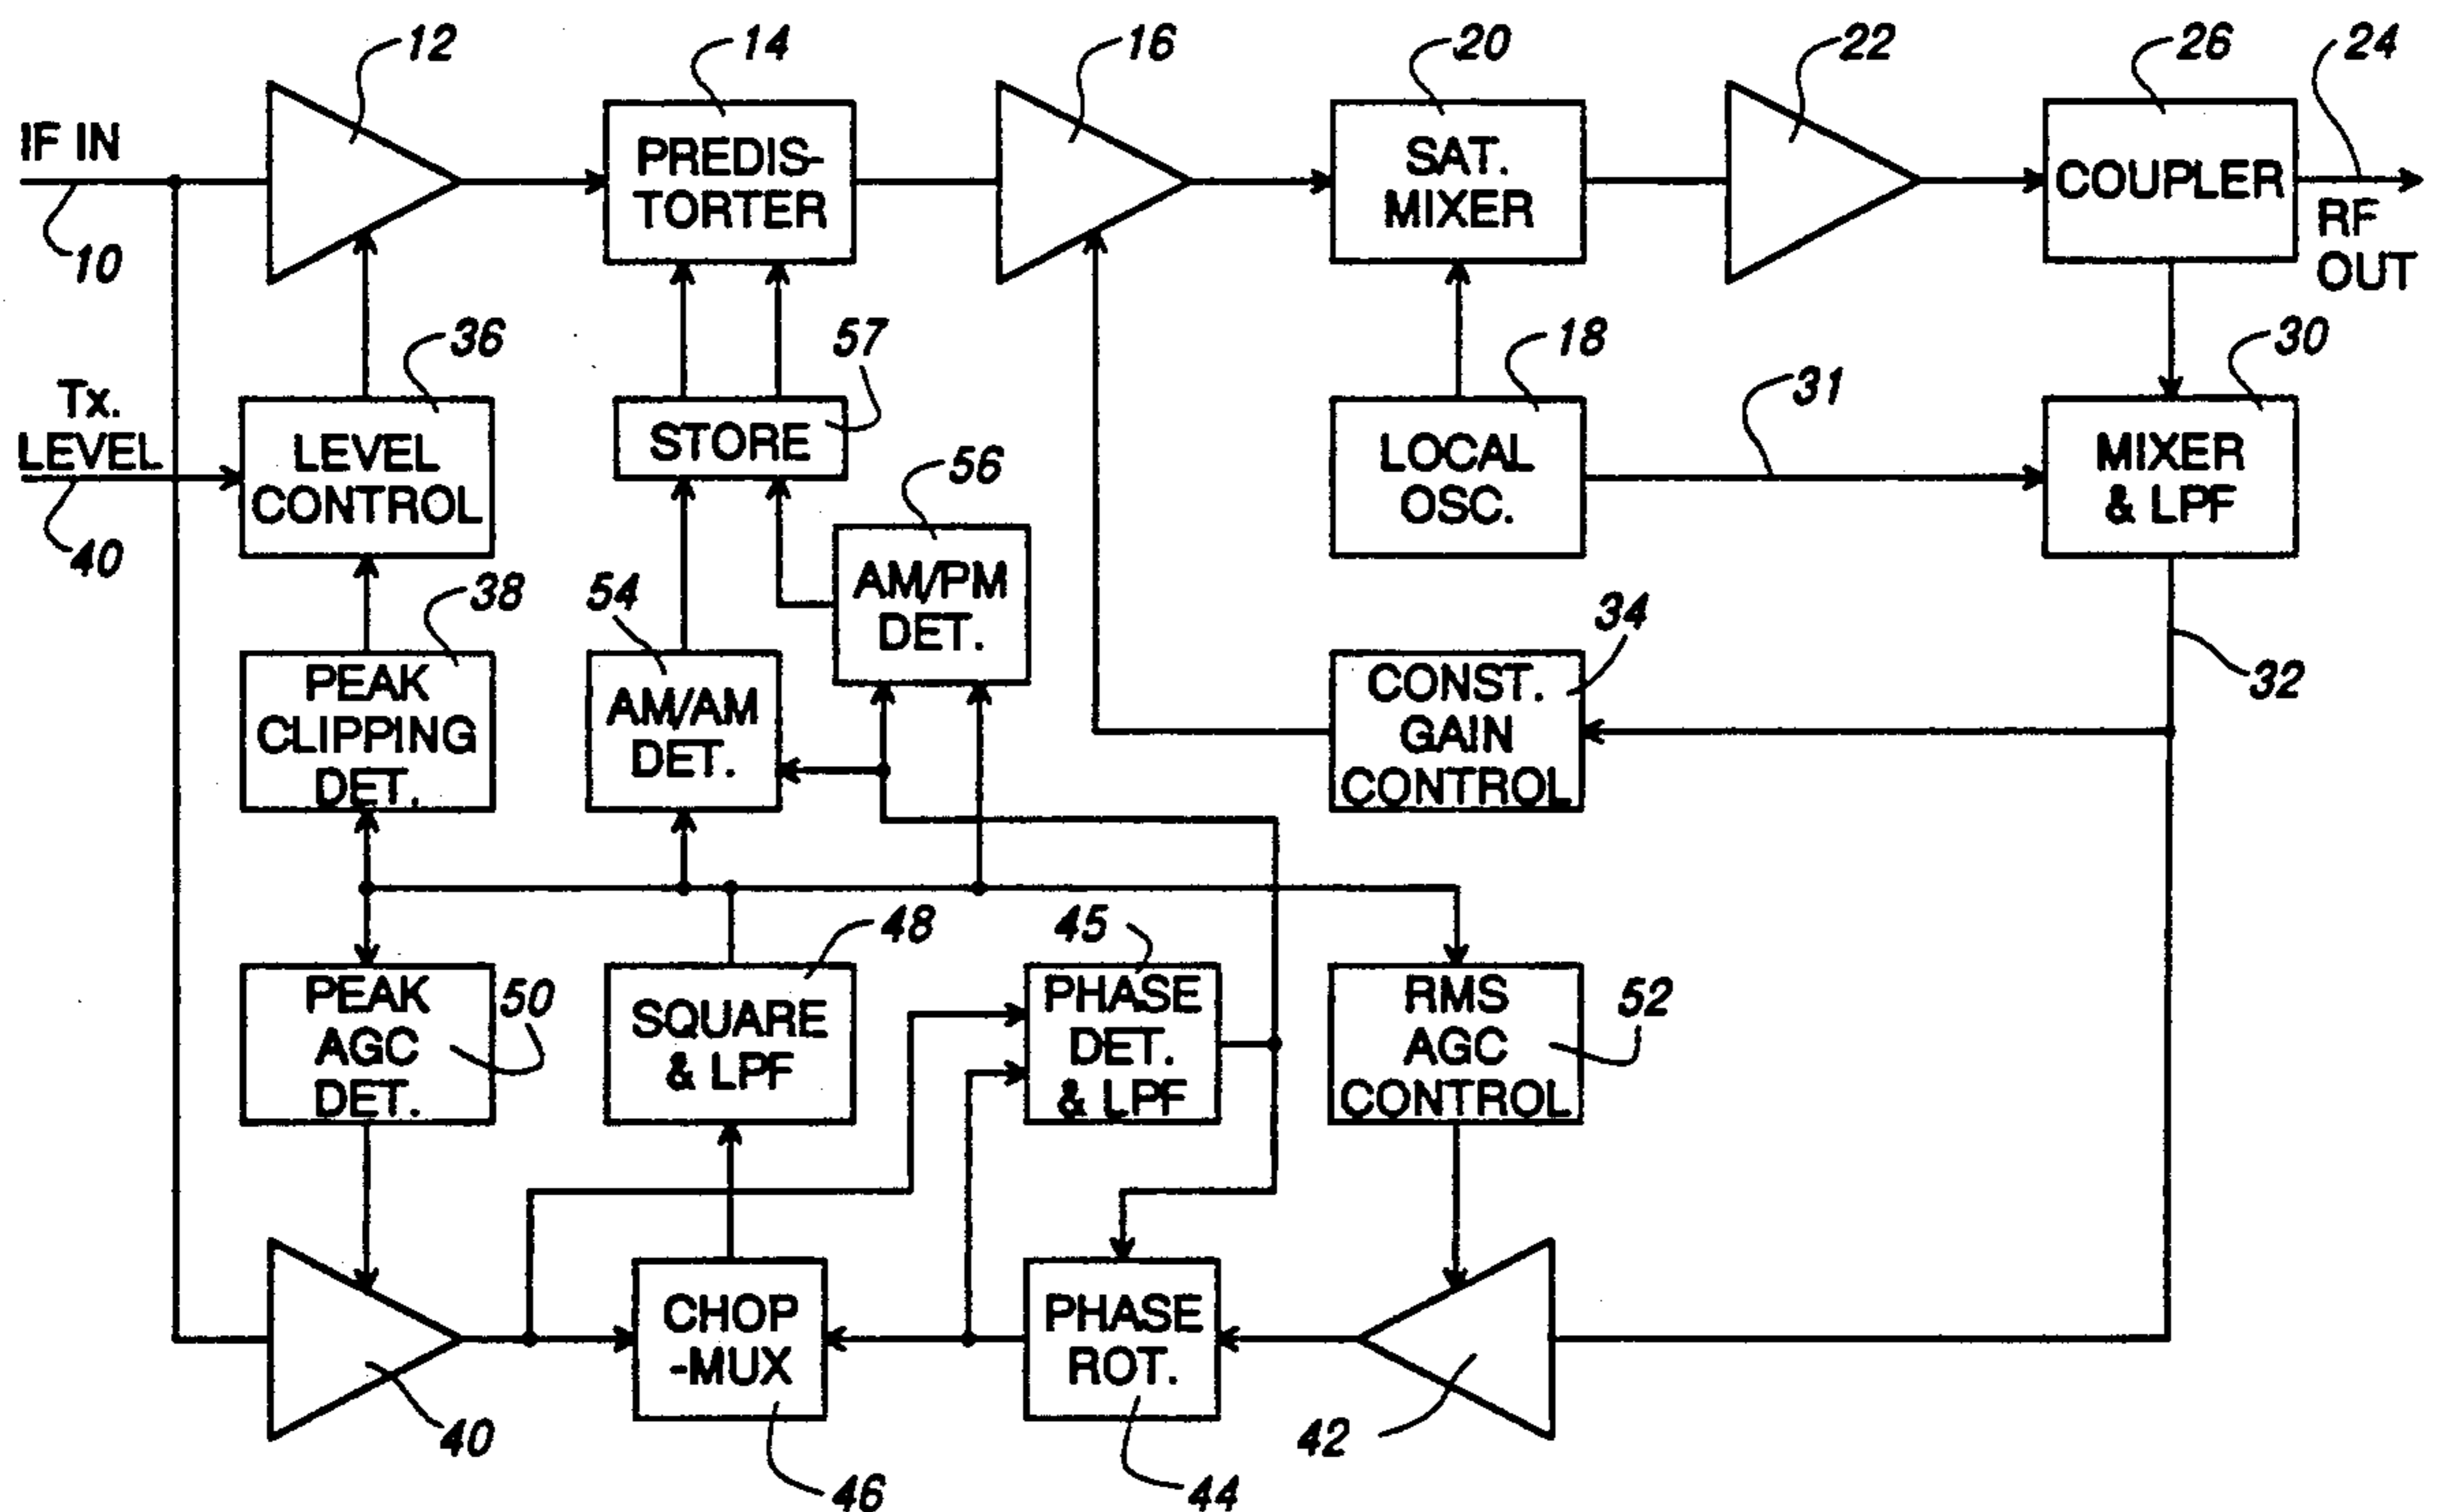 12
14
16
20
22
26
24
IF IN
PREDIS-
TORTER
SAT.
MIXER
COUPLER
RF
OUT
10
36
57
18
31
30
Tx.
LEVEL
40
LEVEL
CONTROL
STORE
56
LOCAL
OSC.
MIXER
& LPF
38
54
AM/PM
DET.
34
32
PEAK
CLIPPING
DET.
AM/AM
DET.
CONST.
GAIN
CONTROL
48
45
PEAK
AGC
DET.
50
SQUARE
& LPF
PHASE
DET.
& LPF
RMS
AGC
CONTROL
52
CHOP
-MUX
PHASE
ROT.
40
46
44
42